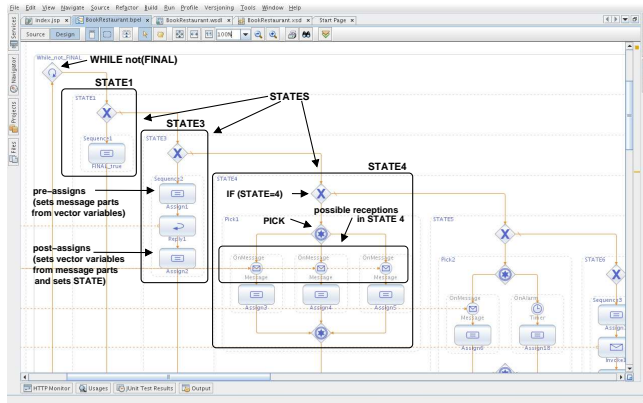 File Edit View Navigate Source Refactor Build Run Profile Versioning Tools Window Help
index.jsp x BookRestaurant.bpel x BookRestaurant.wsdl x BookRestaurant.xsd x Start Page x
Source Design 100%
Services
Navigator
Projects
Files
While_not_FINAL
WHILE not(FINAL)
STATE1
STATE1
STATES
Sequence1
FINAL_true
STATE3
STATE3
Sequence2
Assign1
Reply1
Assign2
pre-assigns
(sets message parts
from vector variables)
post-assigns
(sets vector variables
from message parts
and sets STATE)
STATE4
STATE4
IF (STATE=4)
possible receptions
in STATE 4
Pick1
PICK
OnMessage OnMessage OnMessage
Message Message Message
Assign3 Assign4 Assign5
STATE5
Pick2
OnMessage OnAlarm
Message Timer
Assign9 Assign18
STATE6
Sequence3
HTTP Monitor Usages JUnit Test Results Output